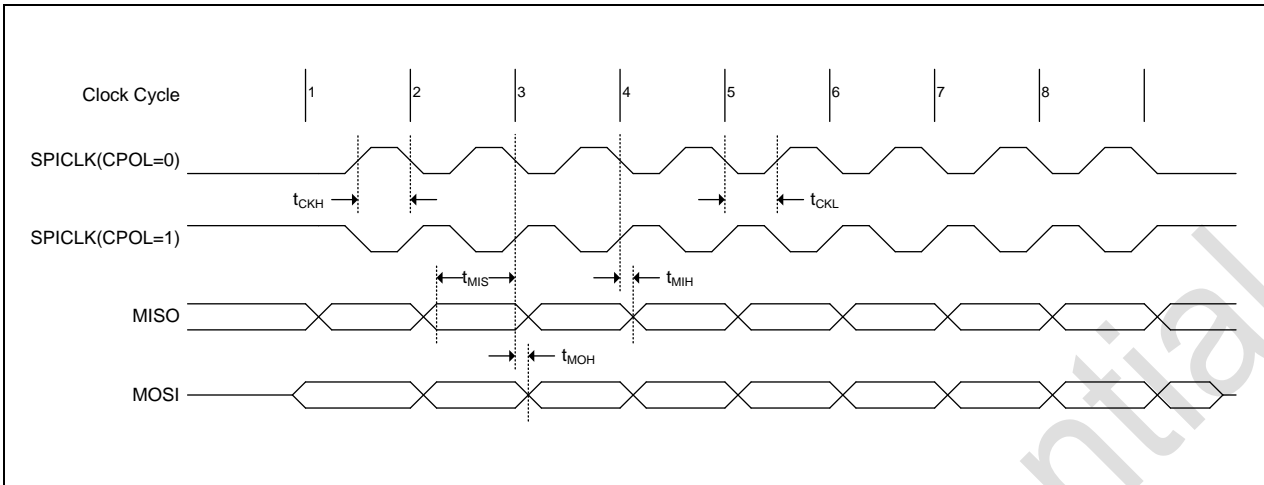 Clock Cycle 1 2 3 4 5 6 7 8
SPICLK(CPOL=0)
tCKH tCKL
SPICLK(CPOL=1)
tMIS tMIH
MISO
tMOH
MOSI
ntial